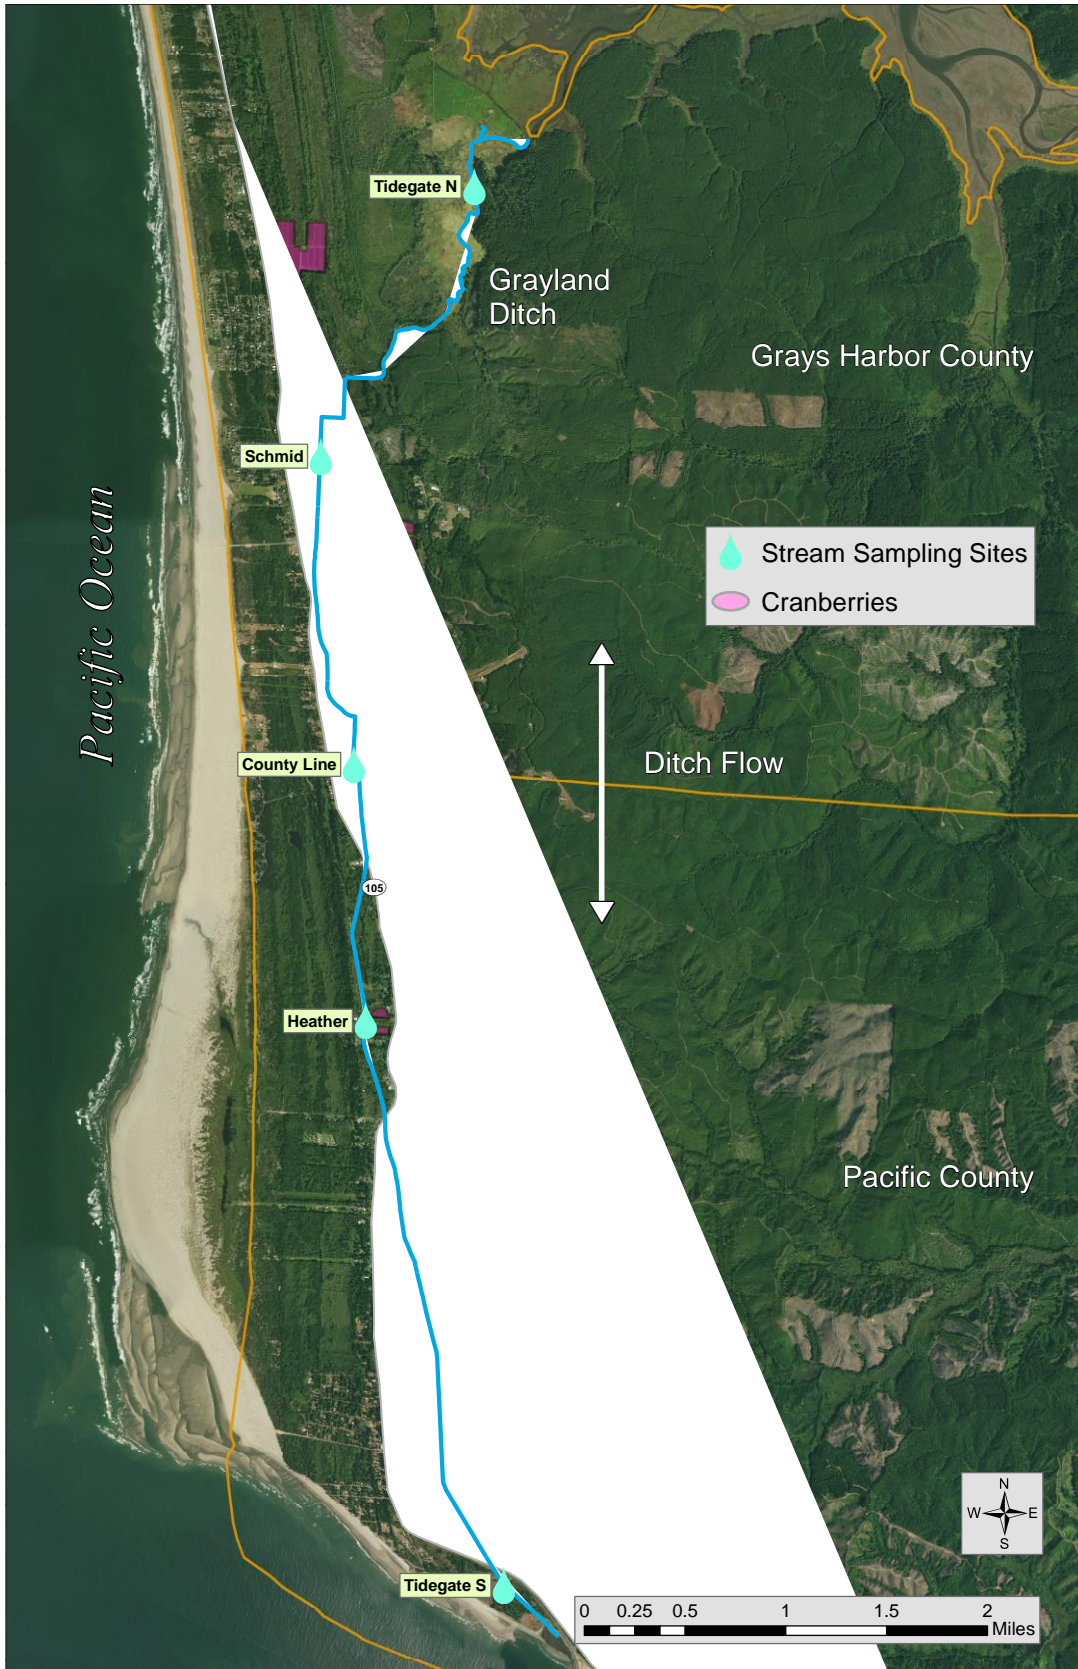 Tidegate N
Grayland
Ditch
Grays Harbor County
Schmid
Pacific Ocean
Stream Sampling Sites
Cranberries
County Line
Ditch Flow
105
Heather
Pacific County
N
W E
S
Tidegate S
0 0.25 0.5 1 1.5 2
Miles